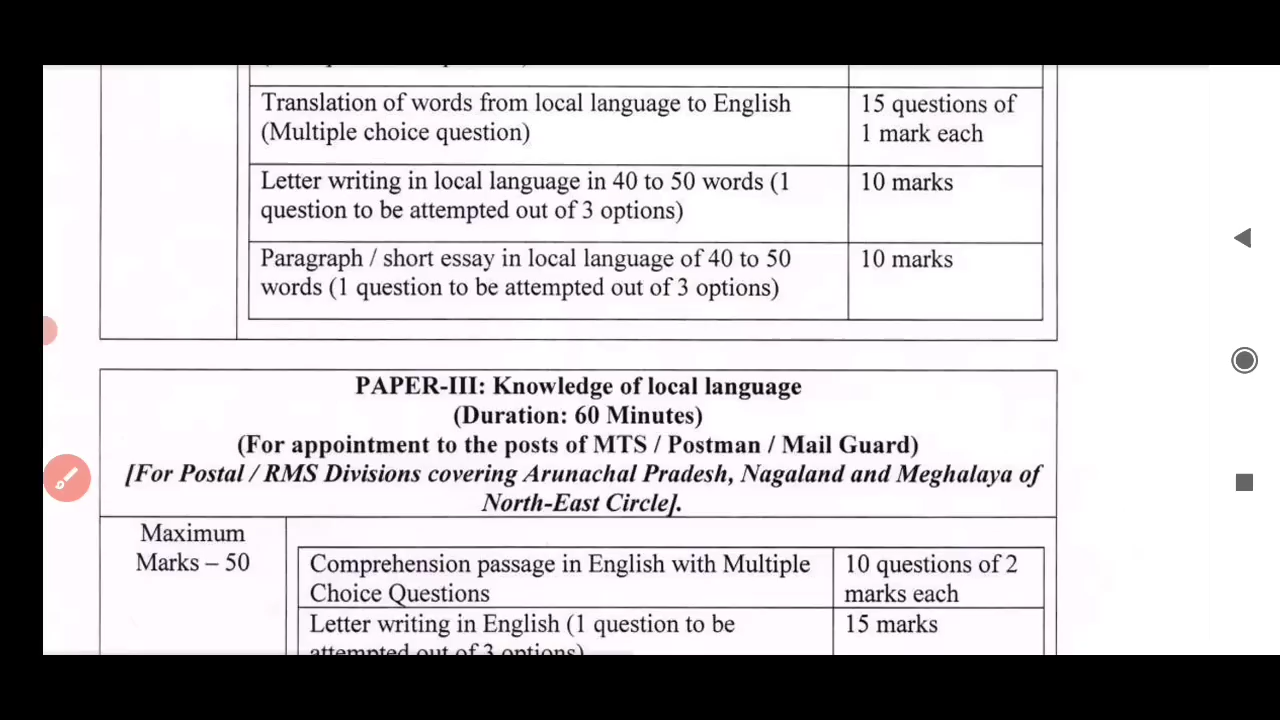 Translation of words from local language to English
(Multiple choice question)
15 questions of
1 mark each
Letter writing in local language in 40 to 50 words (1
question to be attempted out of 3 options)
10 marks
Paragraph / short essay in local language of 40 to 50
words (1 question to be attempted out of 3 options)
10 marks
PAPER-III: Knowledge of local language
(Duration: 60 Minutes)
(For appointment to the posts of MTS / Postman / Mail Guard)
[For Postal / RMS Divisions covering Arunachal Pradesh, Nagaland and Meghalaya of
North-East Circle].
Maximum
Marks – 50
Comprehension passage in English with Multiple
Choice Questions
10 questions of 2
marks each
Letter writing in English (1 question to be
attempted out of 3 options)
15 marks